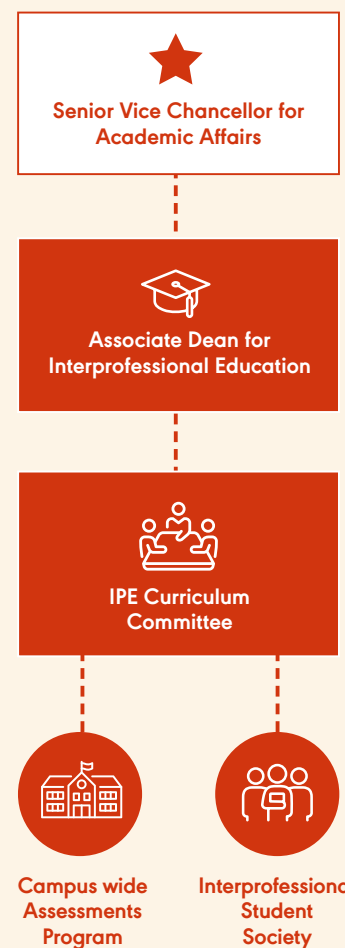 Senior Vice Chancellor for
Academic Affairs
Associate Dean for
Interprofessional Education
IPE Curriculum
Committee
Campus wide
Assessments
Program
Interprofessiona
Student
Society